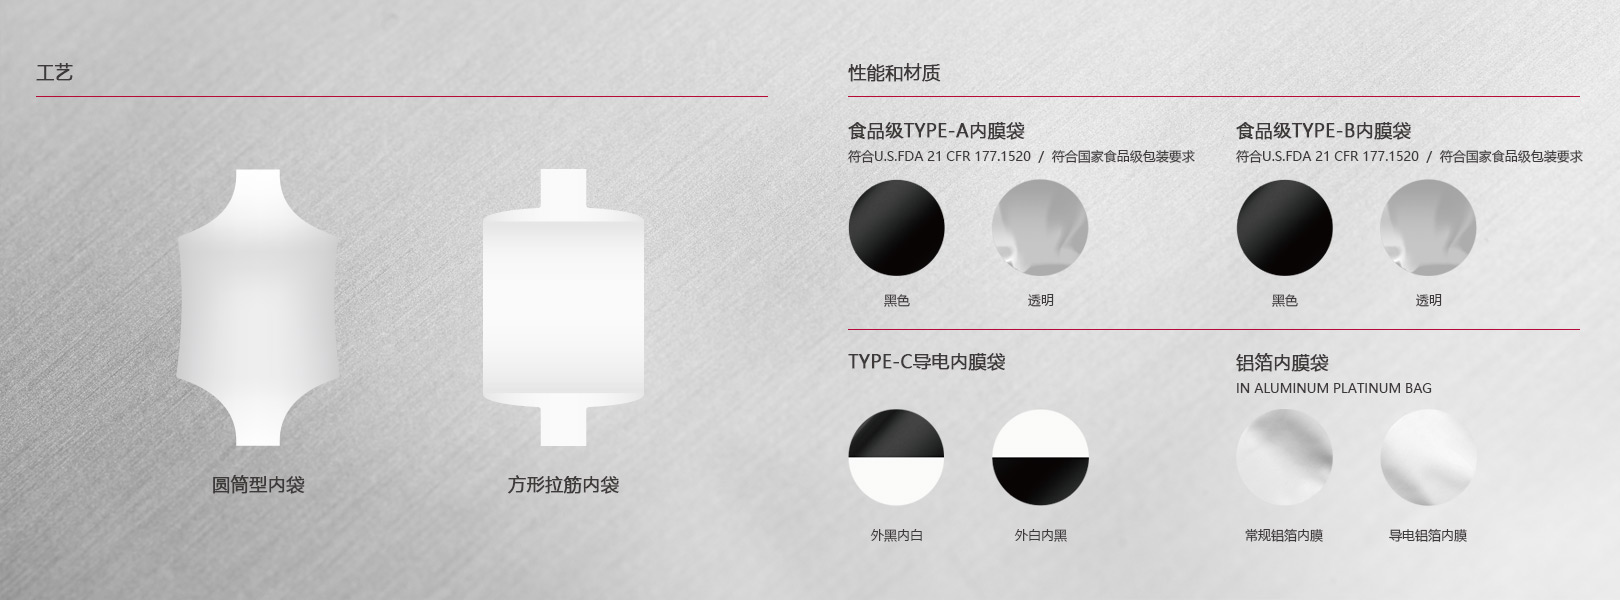 工艺
圆筒型内袋
方形拉筋内袋
性能和材质
食品级TYPE-A内膜袋
符合U.S.FDA 21 CFR 177.1520 / 符合国家食品级包装要求
黑色
透明
食品级TYPE-B内膜袋
符合U.S.FDA 21 CFR 177.1520 / 符合国家食品级包装要求
黑色
透明
TYPE-C导电内膜袋
外黑内白
外白内黑
铝箔内膜袋
IN ALUMINUM PLATINUM BAG
常规铝箔内膜
导电铝箔内膜